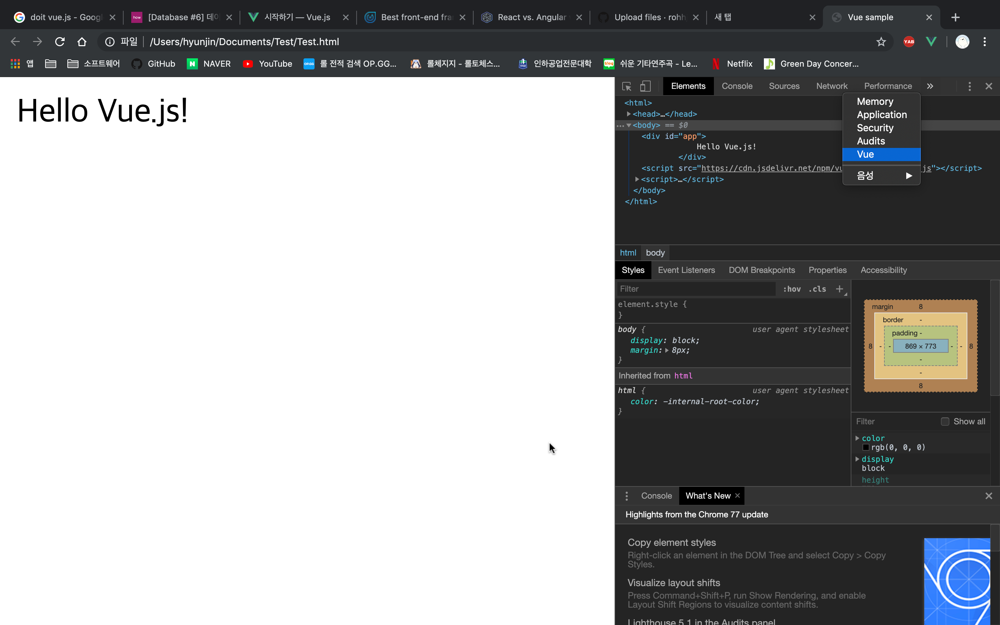 doit vue.js - Googl
how [Database #6] 데이
시작하기 — Vue.js
Best front-end fra
React vs. Angular
Upload files · rohh
새 탭
Vue sample
파일 /Users/hyunjin/Documents/Test/Test.html
YAB
앱
소프트웨어
GitHub
N NAVER
YouTube
OP.GG 롤 전적 검색 OP.GG...
롤체지지 - 롤토체스...
1958 인하공업전문대학
blog 쉬운 기타연주곡 - Le...
Netflix
Green Day Concer...
Hello Vue.js!
Elements Console Sources Network Performance »
Memory
Application
Security
Audits
Vue
음성
<html>
<head>…</head>
<body> == $0
<div id="app">
Hello Vue.js!
</div>
<script src="https://cdn.jsdelivr.net/npm/vu js"></script>
<script>…</script>
</body>
</html>
html body
Styles Event Listeners DOM Breakpoints Properties Accessibility
Filter :hov .cls +
element.style {
}
body { user agent stylesheet
display: block;
margin: 8px;
}
Inherited from html
html { user agent stylesheet
color: -internal-root-color;
}
margin 8
border -
padding -
8 - - 869 × 773 - - 8
-
-
8
Filter Show all
color
rgb(0, 0, 0)
display
block
height
Console What's New
Highlights from the Chrome 77 update
Copy element styles
Right-click an element in the DOM Tree and select Copy > Copy
Styles.
Visualize layout shifts
Press Command+Shift+P, run Show Rendering, and enable
Layout Shift Regions to visualize content shifts.
Lighthouse 5.1 in the Audits panel